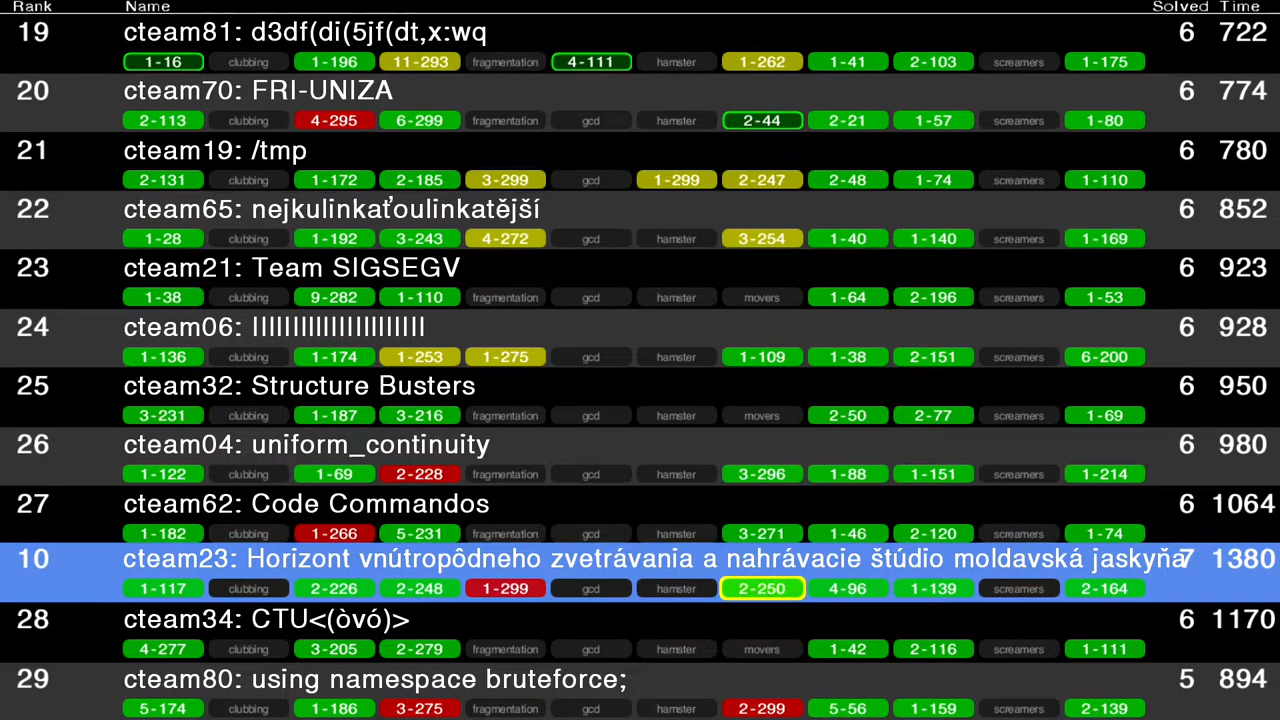 Rank Name Solved Time
19 cteam81: d3df(di(5jf(dt,x:wq 6 722
1-16 clubbing 1-196 11-293 fragmentation 4-111 hamster 1-262 1-41 2-103 screamers 1-175
20 cteam70: FRI-UNIZA 6 774
2-113 clubbing 4-295 6-299 fragmentation gcd hamster 2-44 2-21 1-57 screamers 1-80
21 cteam19: /tmp 6 780
2-131 clubbing 1-172 2-185 3-299 gcd 1-299 2-247 2-48 1-74 screamers 1-110
22 cteam65: nejkulinkaťoulinkatější 6 852
1-28 clubbing 1-192 3-243 4-272 gcd hamster 3-254 1-40 1-140 screamers 1-169
23 cteam21: Team SIGSEGV 6 923
1-38 clubbing 9-282 1-110 fragmentation gcd hamster movers 1-64 2-196 screamers 1-53
24 cteam06: IIIIIIIIIIIIIIIIIIIIII 6 928
1-136 clubbing 1-174 1-253 1-275 gcd hamster 1-109 1-38 2-151 screamers 6-200
25 cteam32: Structure Busters 6 950
3-231 clubbing 1-187 3-216 fragmentation gcd hamster movers 2-50 2-77 screamers 1-69
26 cteam04: uniform_continuity 6 980
1-122 clubbing 1-69 2-228 fragmentation gcd hamster 3-296 1-88 1-151 screamers 1-214
27 cteam62: Code Commandos 6 1064
1-182 clubbing 1-266 5-231 fragmentation gcd hamster 3-271 1-46 2-120 screamers 1-74
10 cteam23: Horizont vnútropôdneho zvetrávania a nahrávacie štúdio moldavská jaskyňa 7 1380
1-117 clubbing 2-226 2-248 1-299 gcd hamster 2-250 4-96 1-139 screamers 2-164
28 cteam34: CTU<(òvó)> 6 1170
4-277 clubbing 3-205 2-279 fragmentation gcd hamster movers 1-42 2-116 screamers 1-111
29 cteam80: using namespace bruteforce; 5 894
5-174 clubbing 1-186 3-275 fragmentation gcd hamster 2-299 5-56 1-159 screamers 2-139